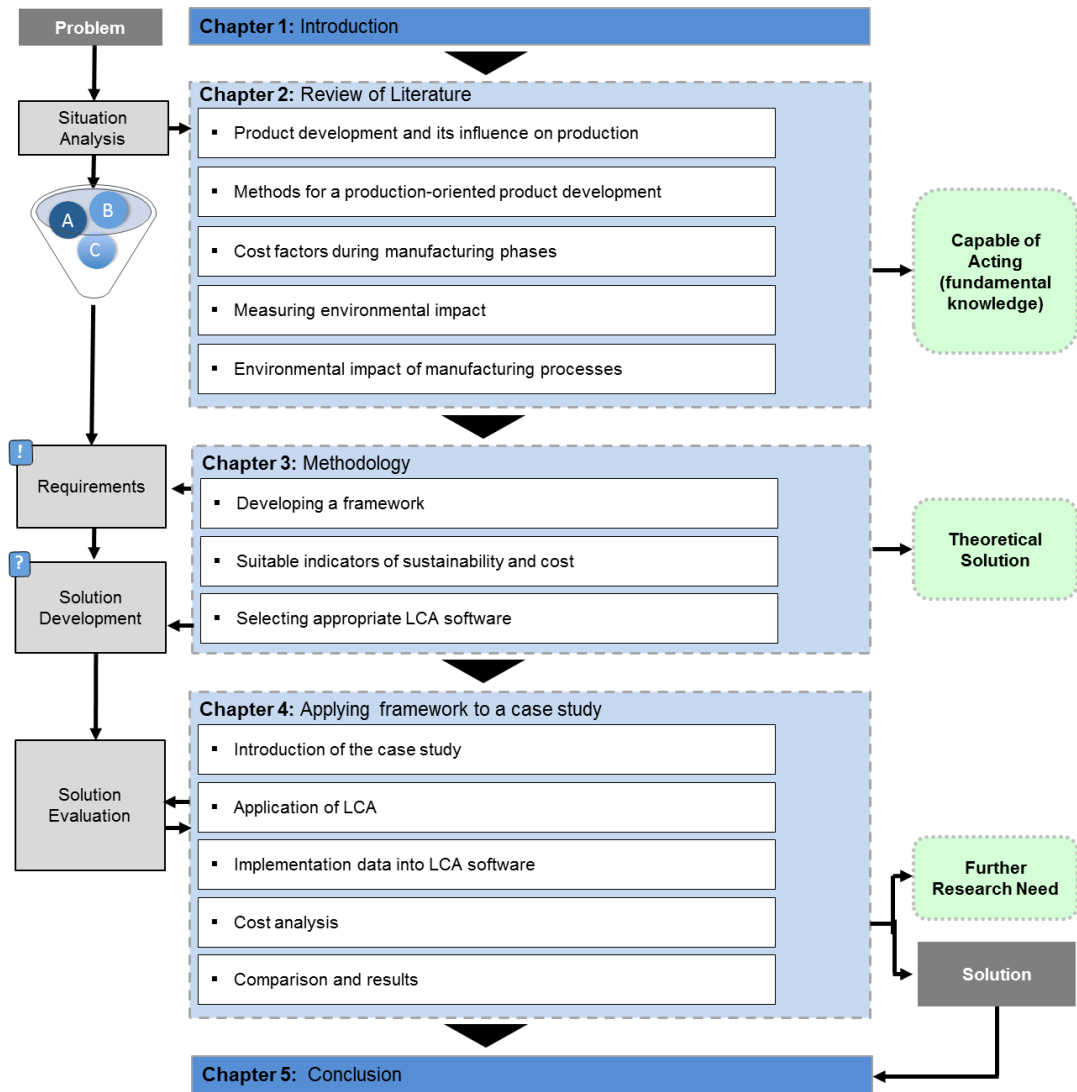 Problem
Chapter 1: Introduction
Situation
Analysis
A
B
C
Chapter 2: Review of Literature
▪ Product development and its influence on production
▪ Methods for a production-oriented product development
▪ Cost factors during manufacturing phases
▪ Measuring environmental impact
▪ Environmental impact of manufacturing processes
Capable of
Acting
(fundamental
knowledge)
!
Requirements
?
Solution
Development
Chapter 3: Methodology
▪ Developing a framework
▪ Suitable indicators of sustainability and cost
▪ Selecting appropriate LCA software
Theoretical
Solution
Solution
Evaluation
Chapter 4: Applying framework to a case study
▪ Introduction of the case study
▪ Application of LCA
▪ Implementation data into LCA software
▪ Cost analysis
▪ Comparison and results
Further
Research Need
Solution
Chapter 5: Conclusion